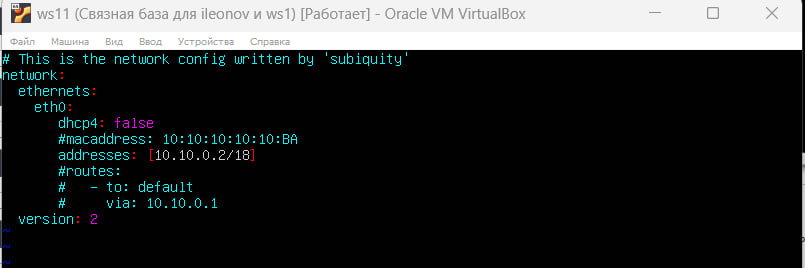 ws11 (Связная база для ileonov и ws1) [Работает] - Oracle VM VirtualBox
Файл Машина Вид Ввод Устройства Справка
# This is the network config written by 'subiquity'
network:
  ethernets:
    eth0:
       dhcp4: false
       #macaddress: 10:10:10:10:10:BA
       addresses: [10.10.0.2/18]
       #routes:
       #   - to: default
       #     via: 10.10.0.1
  version: 2
~
~
~